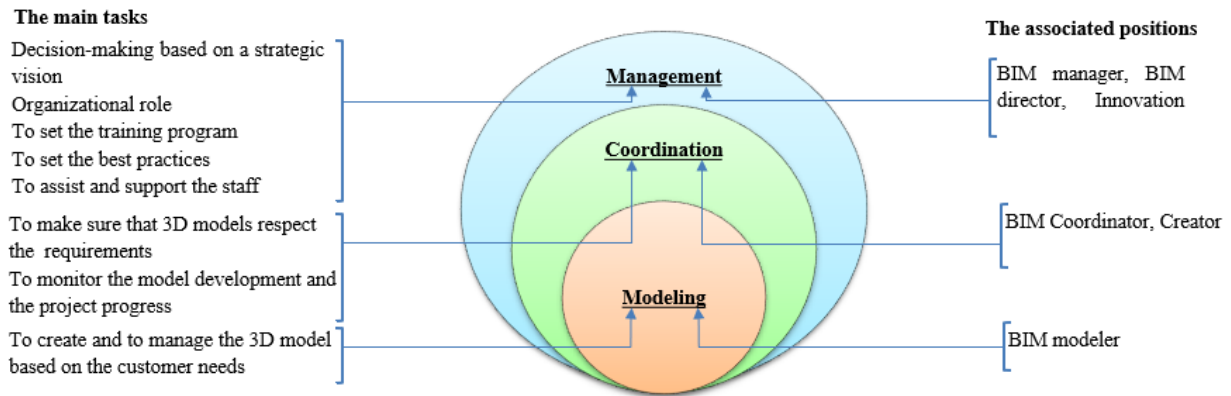 The main tasks
Decision-making based on a strategic
vision
Organizational role
To set the training program
To set the best practices
To assist and support the staff
To make sure that 3D models respect
the requirements
To monitor the model development and
the project progress
To create and to manage the 3D model
based on the customer needs
Management
Coordination
Modeling
The associated positions
BIM manager, BIM
director, Innovation
BIM Coordinator, Creator
BIM modeler